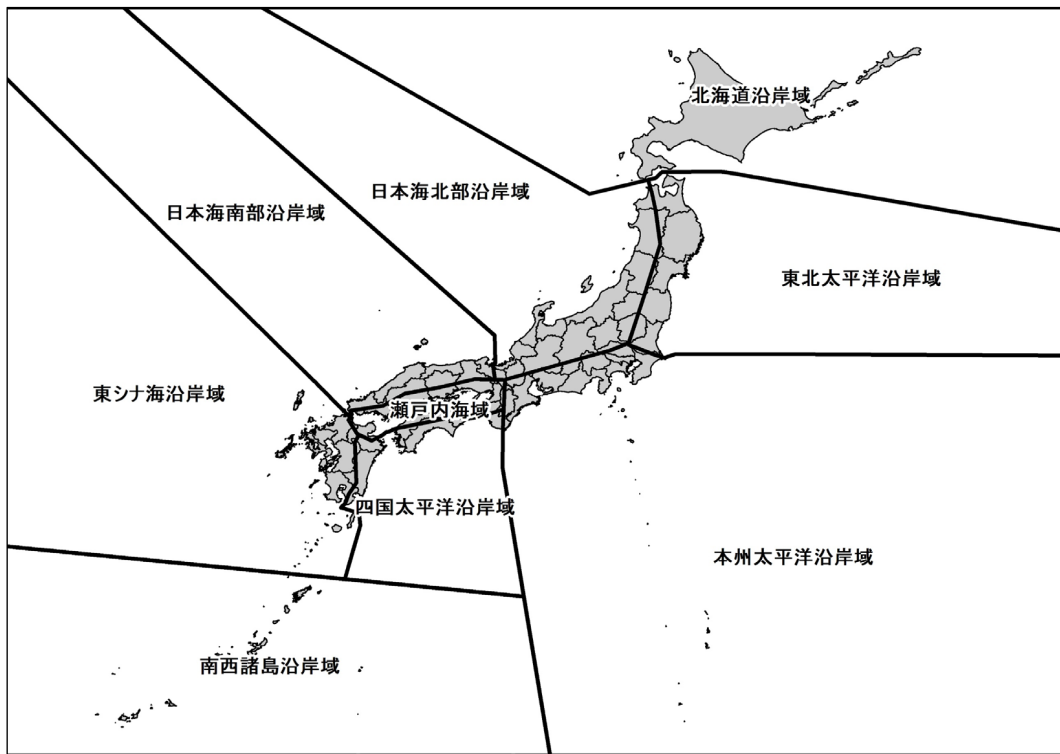 北海道沿岸域
日本海北部沿岸域
日本海南部沿岸域
東北太平洋沿岸域
東シナ海沿岸域
瀬戸内海域
四国太平洋沿岸域
本州太平洋沿岸域
南西諸島沿岸域